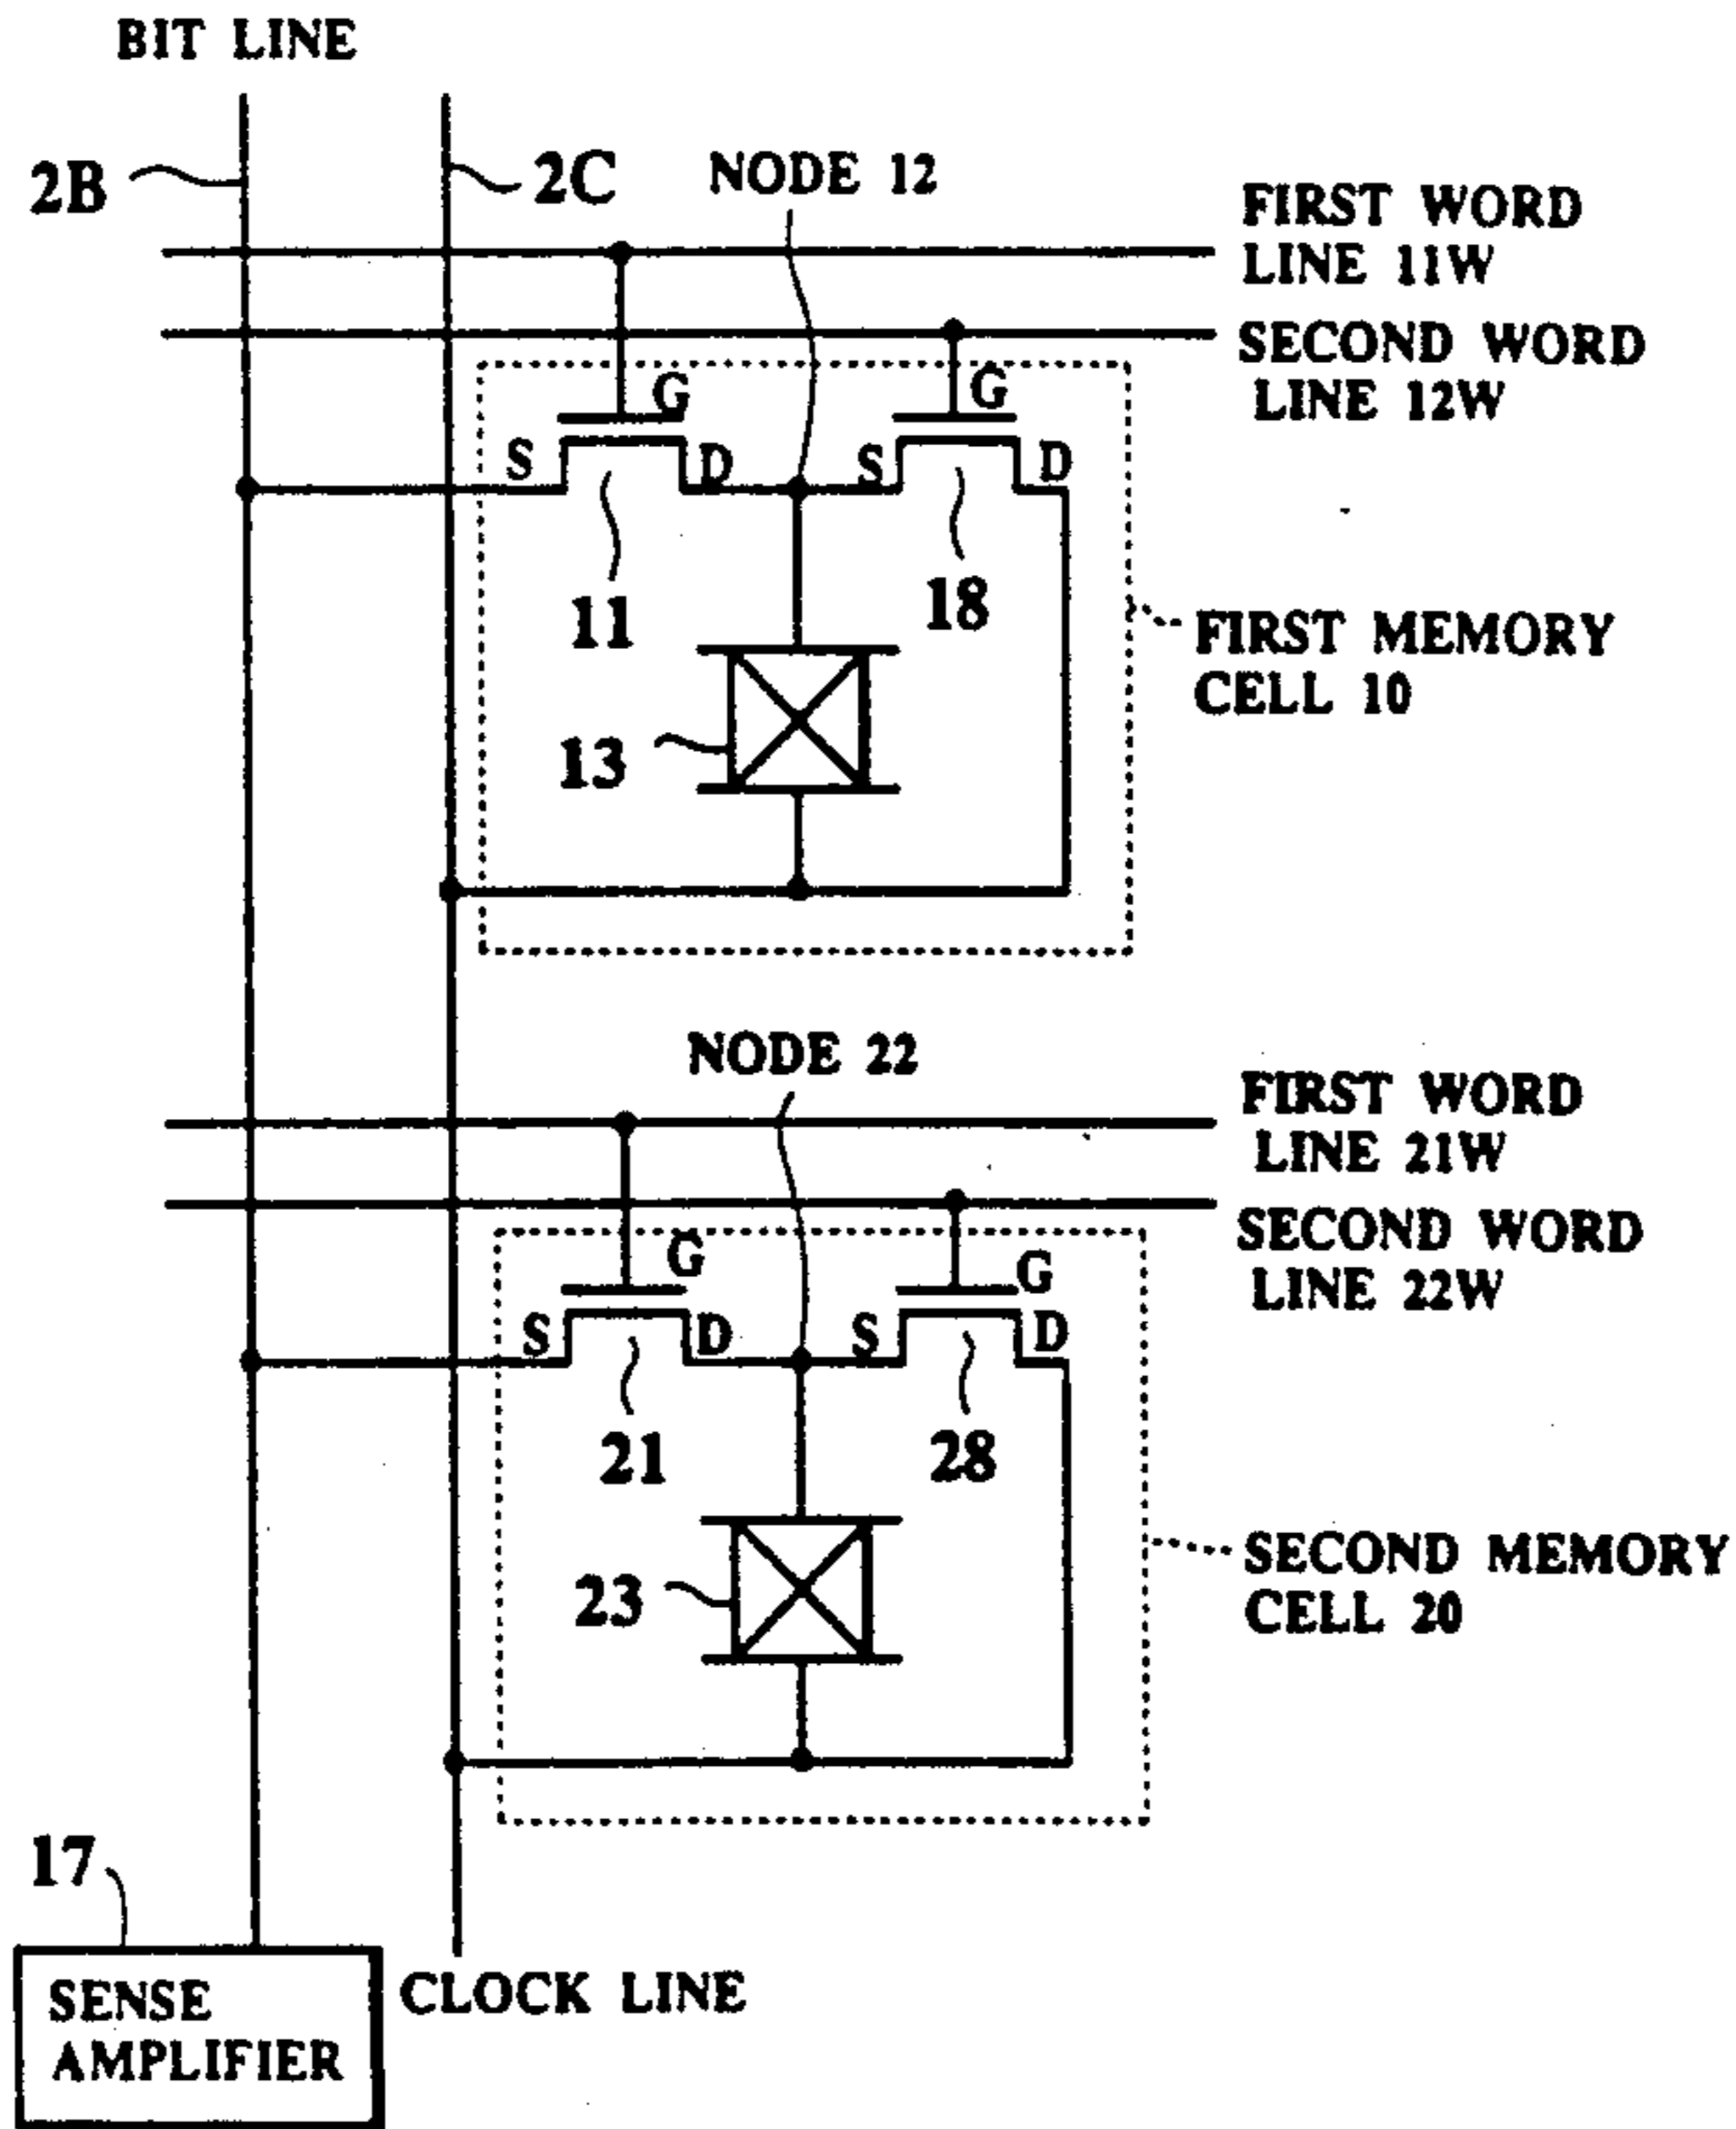 BIT LINE
2B
2C
NODE 12
FIRST WORD
LINE 11W
SECOND WORD
LINE 12W
G
G
S
D
S
D
11
18
FIRST MEMORY
CELL 10
13
NODE 22
FIRST WORD
LINE 21W
SECOND WORD
LINE 22W
G
G
S
D
S
D
21
28
SECOND MEMORY
CELL 20
23
17
SENSE
AMPLIFIER
CLOCK LINE